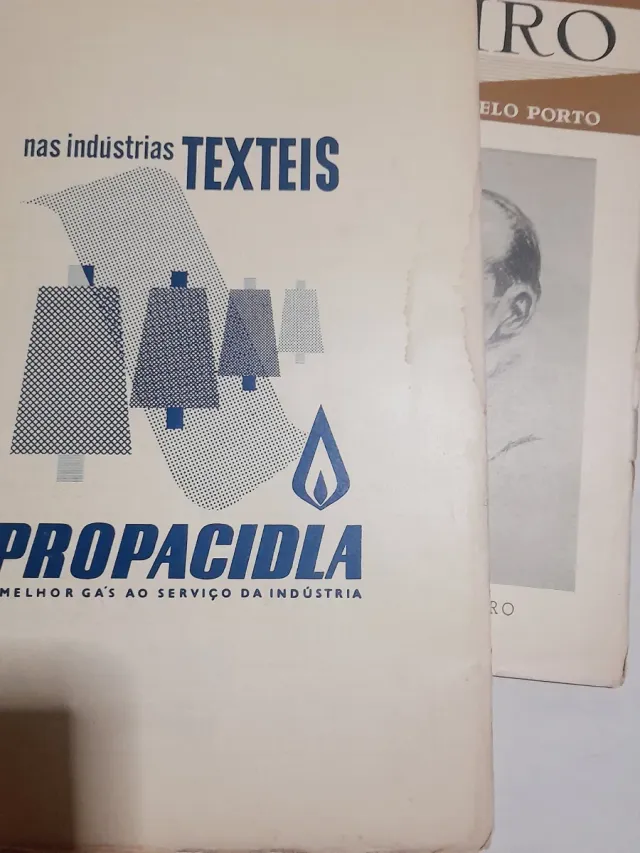 nas indústrias TEXTEIS
PROPACIDLA
MELHOR GÁS AO SERVIÇO DA INDÚSTRIA
IRO
ELO PORTO
RO